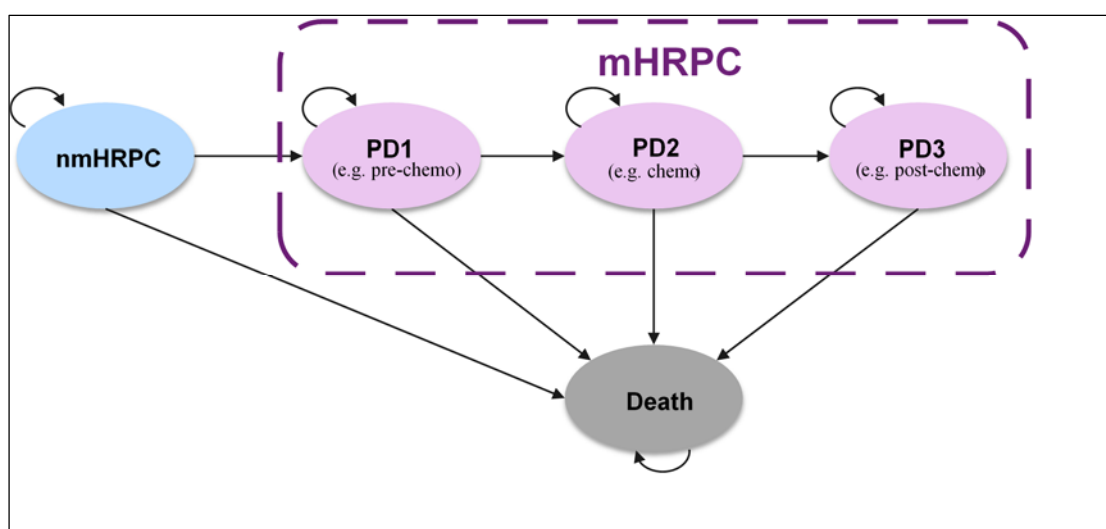 mHRPC
nmHRPC
PD1
(e.g. pre-chemo)
PD2
(e.g. chemo)
PD3
(e.g. post-chemo)
Death